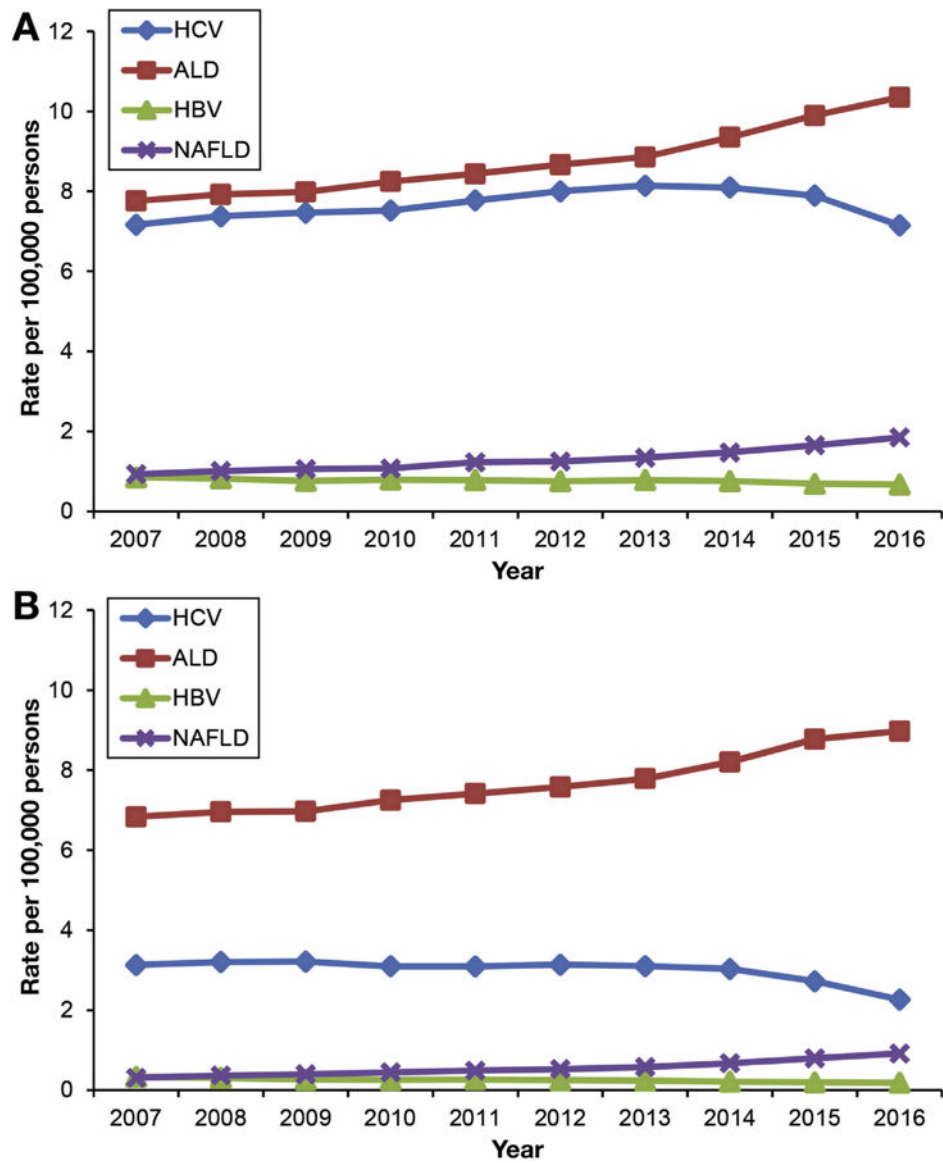 A
HCV
ALD
HBV
NAFLD
Rate per 100,000 persons
12
10
8
6
4
2
0
2007 2008 2009 2010 2011 2012 2013 2014 2015 2016
Year
B
HCV
ALD
HBV
NAFLD
Rate per 100,000 persons
12
10
8
6
4
2
0
2007 2008 2009 2010 2011 2012 2013 2014 2015 2016
Year